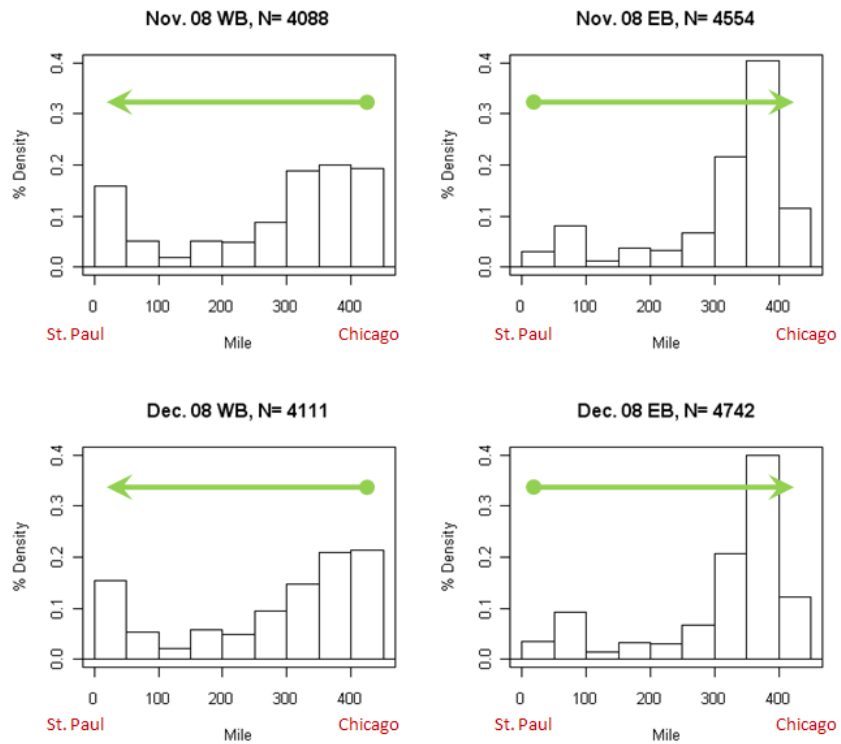 Nov. 08 WB, N= 4088
% Density
0.0 0.1 0.2 0.3 0.4
0 100 200 300 400
St. Paul Chicago
Mile
Nov. 08 EB, N= 4554
% Density
0.0 0.1 0.2 0.3 0.4
0 100 200 300 400
St. Paul Chicago
Mile
Dec. 08 WB, N= 4111
% Density
0.0 0.1 0.2 0.3 0.4
0 100 200 300 400
St. Paul Chicago
Mile
Dec. 08 EB, N= 4742
% Density
0.0 0.1 0.2 0.3 0.4
0 100 200 300 400
St. Paul Chicago
Mile